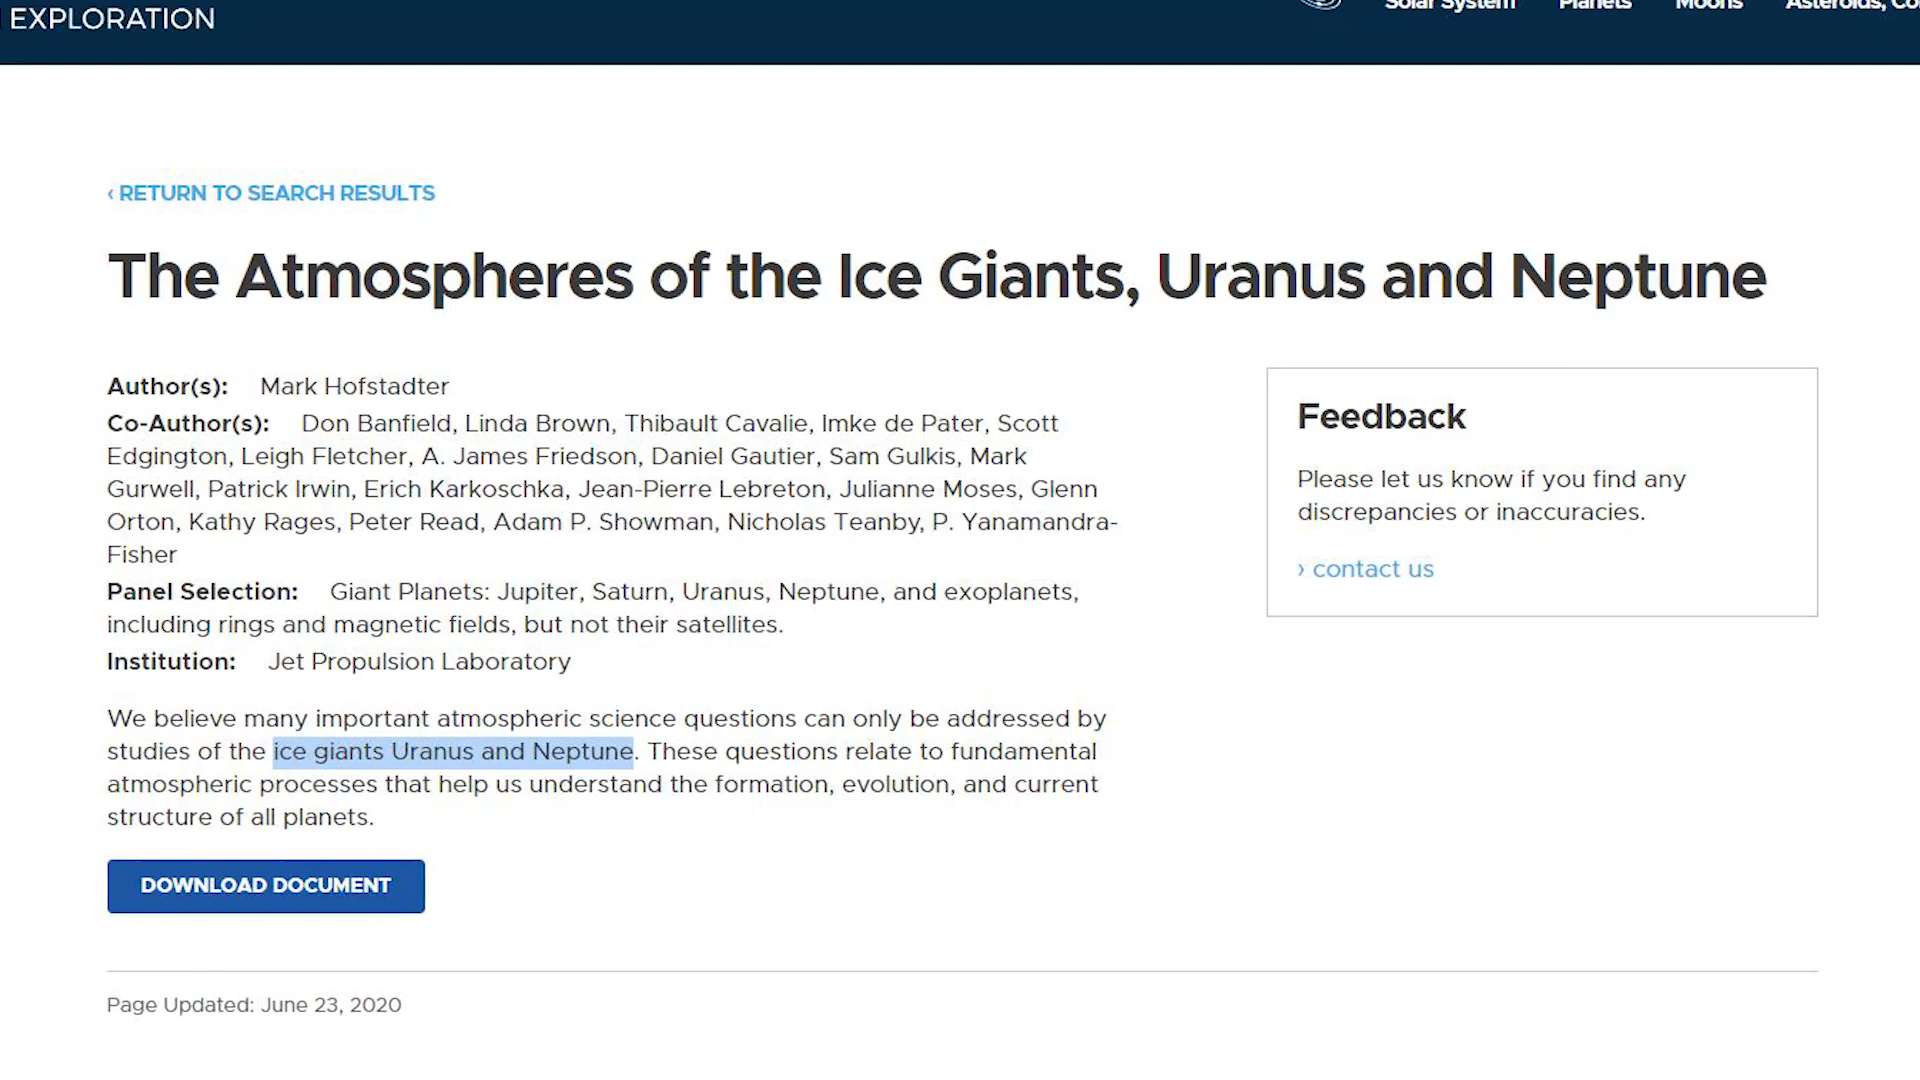 EXPLORATION
Solar System Planets Moons Asteroids,
‹ RETURN TO SEARCH RESULTS
The Atmospheres of the Ice Giants, Uranus and Neptune
Author(s): Mark Hofstadter
Co-Author(s): Don Banfield, Linda Brown, Thibault Cavalie, Imke de Pater, Scott
Edgington, Leigh Fletcher, A. James Friedson, Daniel Gautier, Sam Gulkis, Mark
Gurwell, Patrick Irwin, Erich Karkoschka, Jean-Pierre Lebreton, Julianne Moses, Glenn
Orton, Kathy Rages, Peter Read, Adam P. Showman, Nicholas Teanby, P. Yanamandra-
Fisher
Panel Selection: Giant Planets: Jupiter, Saturn, Uranus, Neptune, and exoplanets,
including rings and magnetic fields, but not their satellites.
Institution: Jet Propulsion Laboratory
We believe many important atmospheric science questions can only be addressed by
studies of the ice giants Uranus and Neptune. These questions relate to fundamental
atmospheric processes that help us understand the formation, evolution, and current
structure of all planets.
DOWNLOAD DOCUMENT
Feedback
Please let us know if you find any
discrepancies or inaccuracies.
› contact us
Page Updated: June 23, 2020